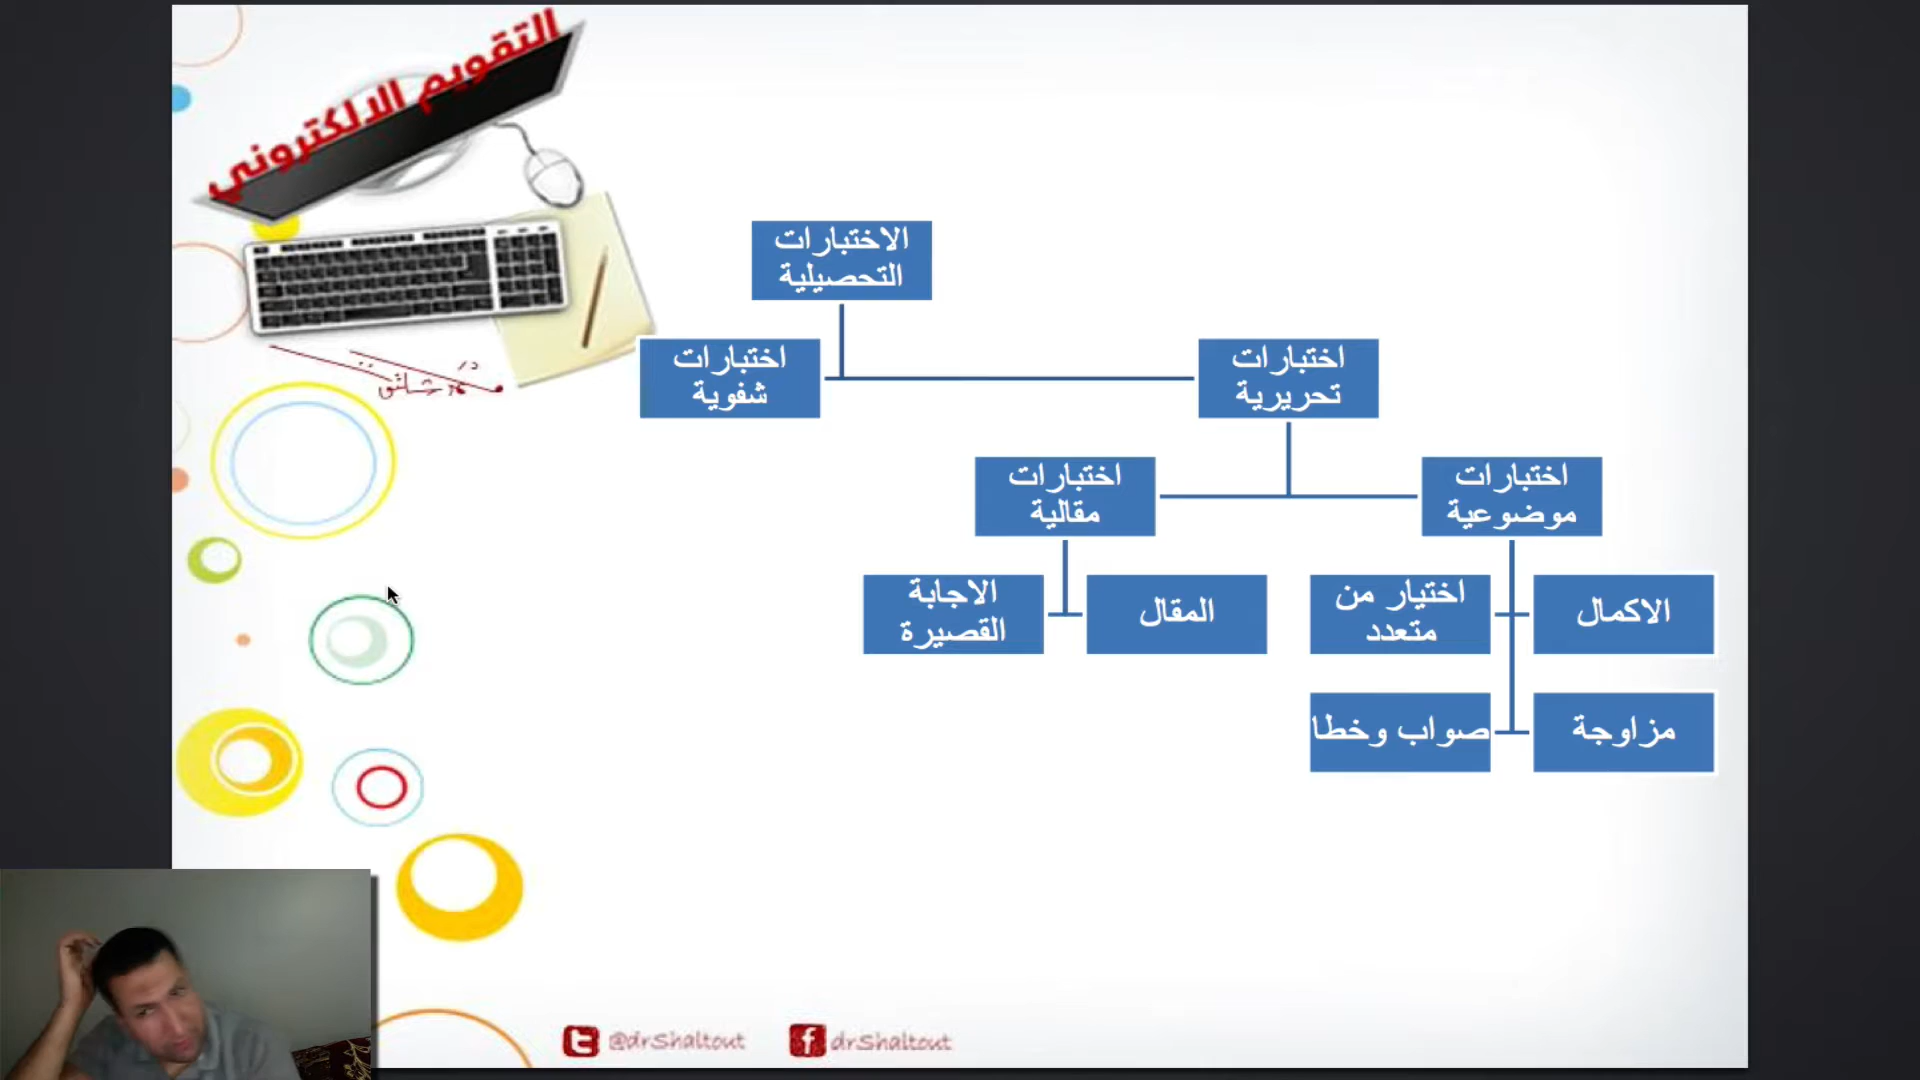 التقويم الالكتروني
الاختبارات
التحصيلية
اختبارات
تحريرية
اختبارات
شفوية
اختبارات
موضوعية
اختبارات
مقالية
الاكمال
اختيار من
متعدد
المقال
الاجابة
القصيرة
مزاوجة
صواب وخطا
@drShaltout
drShaltout